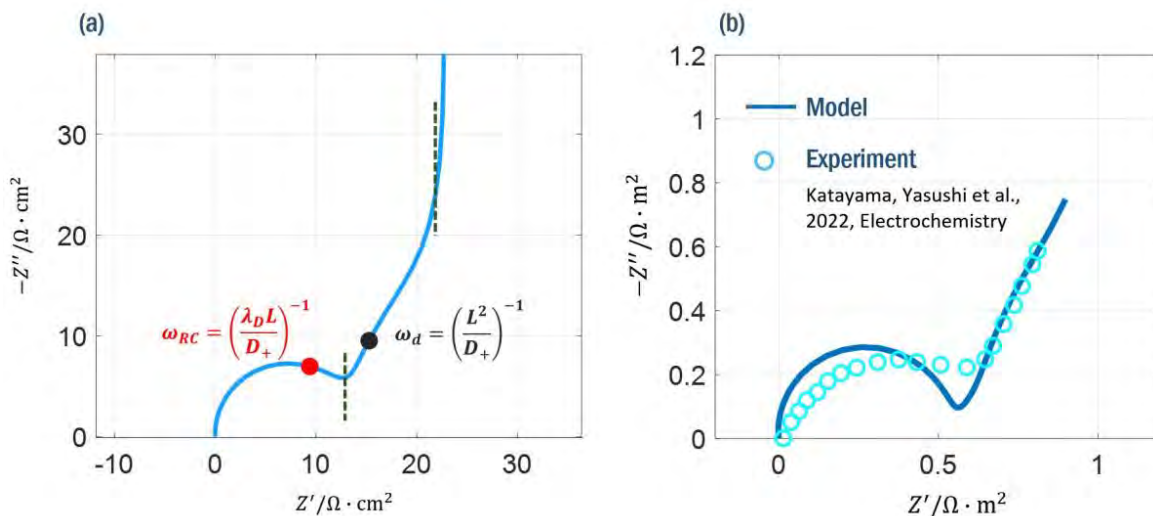 (a)
30
20
10
0
-10 0 10 20 30
−Z′′/Ω · cm²
Z′/Ω · cm²
ω_RC = (λ_D L / D₊)⁻¹
ω_d = (L² / D₊)⁻¹
(b)
1.2
1
0.8
0.6
0.4
0.2
0
0 0.5 1
−Z′′/Ω · m²
Z′/Ω · m²
Model
Experiment
Katayama, Yasushi et al.,
2022, Electrochemistry